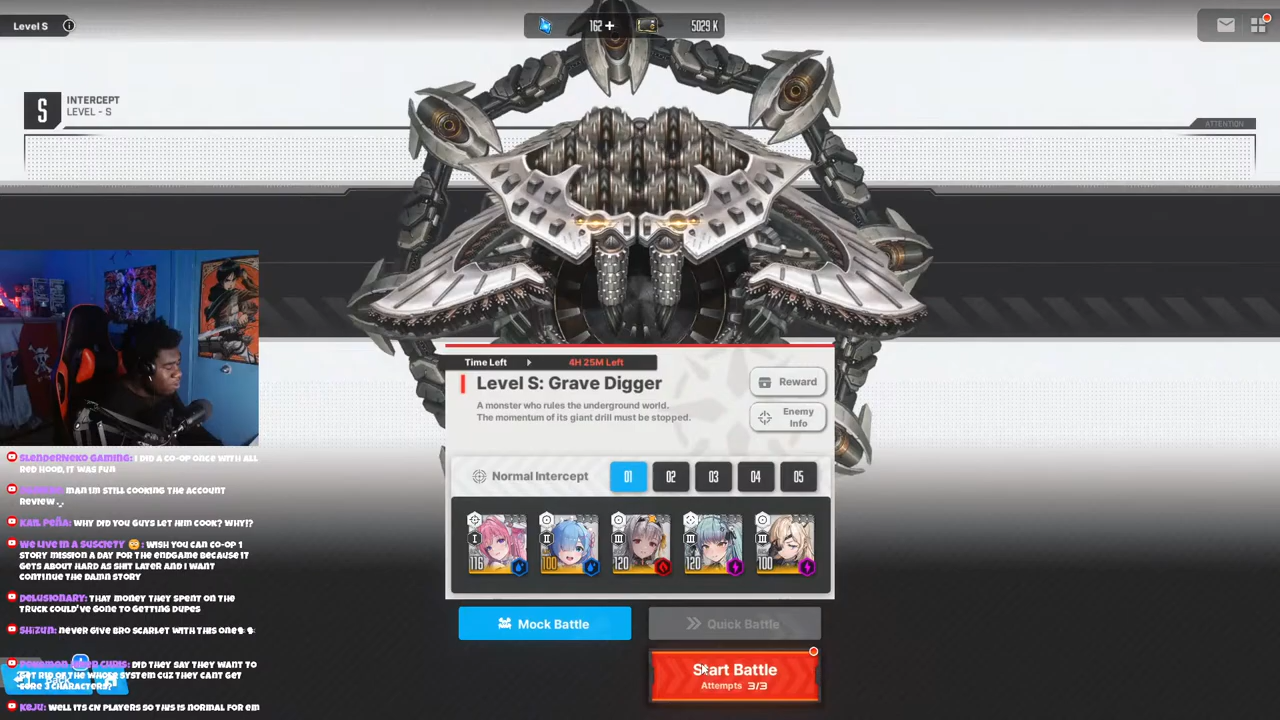 Level S
162 +
5029 K
S
INTERCEPT
LEVEL - S
ATTENTION
Time Left
4H 25M Left
Level S: Grave Digger
A monster who rules the underground world.
The momentum of its giant drill must be stopped.
Reward
Enemy
Info
Normal Intercept
01
02
03
04
05
I
116
II
100
III
120
III
120
III
100
Mock Battle
Quick Battle
Start Battle
Attempts 3/3
SLENDERNEKO GAMING: I DID A CO-OP ONCE WITH ALL
RED HOOD, IT WAS FUN
MAN IM STILL COOKING THE ACCOUNT
REVIEW
KAIL PEÑA: WHY DID YOU GUYS LET HIM COOK? WHY!?
WE LIVE IN A SUSCIETY: WISH YOU CAN CO-OP 1
STORY MISSION A DAY FOR THE ENDGAME BECAUSE IT
GETS ABOUT HARD AS SHIT LATER AND I WANT
CONTINUE THE DAMN STORY
DELUSIONARY: THAT MONEY THEY SPENT ON THE
TRUCK COULD'VE GONE TO GETTING DUPES
SHIZUN: NEVER GIVE BRO SCARLET WITH THIS ONE
CHRIS: DID THEY SAY THEY WANT TO
GET RID OF THE WHOLE SYSTEM CUZ THEY CANT GET
CORE 3 CHARACTERS?
KEJU: WELL ITS CN PLAYERS SO THIS IS NORMAL FOR EM